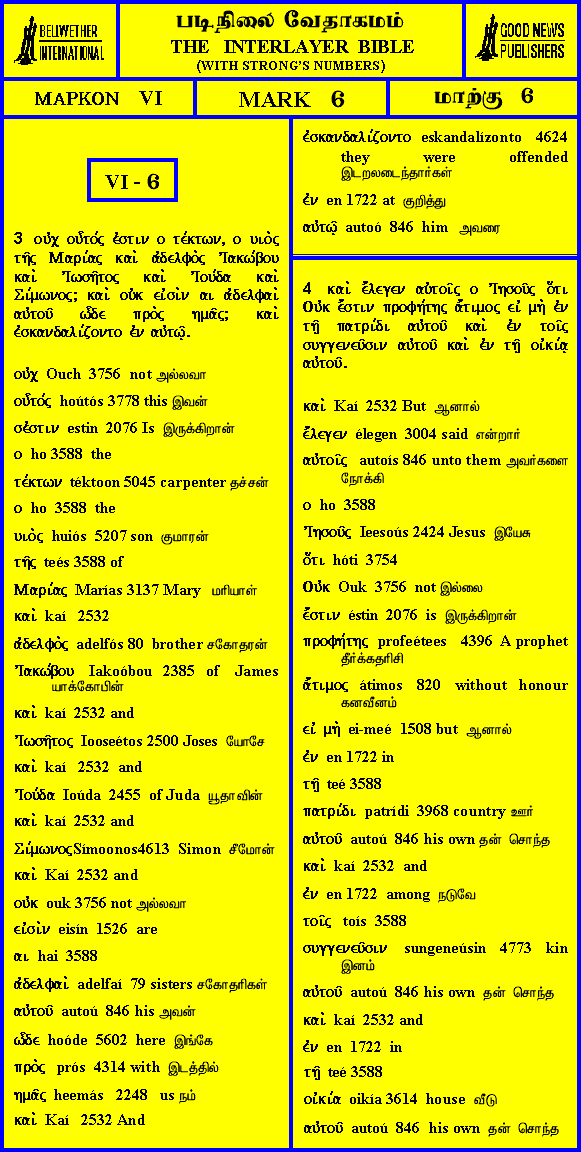 BELLWETHER
INTERNATIONAL
படிநிலை வேதாகமம்
THE INTERLAYER BIBLE
(WITH STRONG'S NUMBERS)
GOOD NEWS
PUBLISHERS
ΜΑΡΚΟΝ VI
MARK 6
மாற்கு 6
VI - 6
3 οὐχ οὗτός ἐστιν ο τέκτων, ο υιὸς
τῆς Μαρίας καὶ ἀδελφὸς Ἰακώβου
καὶ Ἰωσῆτος καὶ Ἰούδα καὶ
Σίμωνος; καὶ οὐκ εἰσὶν αι ἀδελφαὶ
αὐτοῦ ὧδε πρὸς ημᾶς; καὶ
ἐσκανδαλίζοντο ἐν αὐτῷ.
οὐχ Ouch 3756 not அல்லவா
οὗτός hoútós 3778 this இவன்
σἐστιν estin 2076 Is இருக்கிறான்
ο ho 3588 the
τέκτων téktoon 5045 carpenter தச்சன்
ο ho 3588 the
υιὸς huiós 5207 son குமாரன்
τῆς teés 3588 of
Μαρίας Marías 3137 Mary மரியாள்
καὶ kaí 2532
ἀδελφὸς adelfós 80 brother சகோதரன்
Ἰακώβου Iakoóbou 2385 of James
யாக்கோபின்
καὶ kaí 2532 and
Ἰωσῆτος Iooseétos 2500 Joses யோசே
καὶ kaí 2532 and
Ἰούδα Ioúda 2455 of Juda யூதாவின்
καὶ kaí 2532 and
ΣίμωνοςSímoonos4613 Simon சீமோன்
καὶ Kaí 2532 and
οὐκ ouk 3756 not அல்லவா
εἰσὶν eisín 1526 are
αι hai 3588
ἀδελφαὶ adelfaí 79 sisters சகோதரிகள்
αὐτοῦ autoú 846 his அவன்
ὧδε hoóde 5602 here இங்கே
πρὸς prós 4314 with இடத்தில்
ημᾶς heemás 2248 us நம்
καὶ Kaí 2532 And
ἐσκανδαλίζοντο eskandalízonto 4624
they were offended
இடறலடைந்தார்கள்
ἐν en 1722 at குறித்து
αὐτῷ autoó 846 him அவரை
4 καὶ ἔλεγεν αὐτοῖς ο Ἰησοῦς ὅτι
Οὐκ ἔστιν προφήτης ἄτιμος εἰ μὴ ἐν
τῇ πατρίδι αὐτοῦ καὶ ἐν τοῖς
συγγενεῦσιν αὐτοῦ καὶ ἐν τῇ οἰκίᾳ
αὐτοῦ.
καὶ Kaí 2532 But ஆனால்
ἔλεγεν élegen 3004 said என்றார்
αὐτοῖς autoís 846 unto them அவர்களை
நோக்கி
ο ho 3588
Ἰησοῦς Ieesoús 2424 Jesus இயேசு
ὅτι hóti 3754
Οὐκ Ouk 3756 not இல்லை
ἔστιν éstin 2076 is இருக்கிறான்
προφήτης profeétees 4396 A prophet
தீர்க்கதரிசி
ἄτιμος átimos 820 without honour
கனவீனம்
εἰ μὴ ei-meé 1508 but ஆனால்
ἐν en 1722 in
τῇ teé 3588
πατρίδι patrídi 3968 country ஊர்
αὐτοῦ autoú 846 his own தன் சொந்த
καὶ kaí 2532 and
ἐν en 1722 among நடுவே
τοῖς toís 3588
συγγενεῦσιν sungeneúsin 4773 kin
இனம்
αὐτοῦ autoú 846 his own தன் சொந்த
καὶ kaí 2532 and
ἐν en 1722 in
τῇ teé 3588
οἰκία oikía 3614 house வீடு
αὐτοῦ autoú 846 his own தன் சொந்த